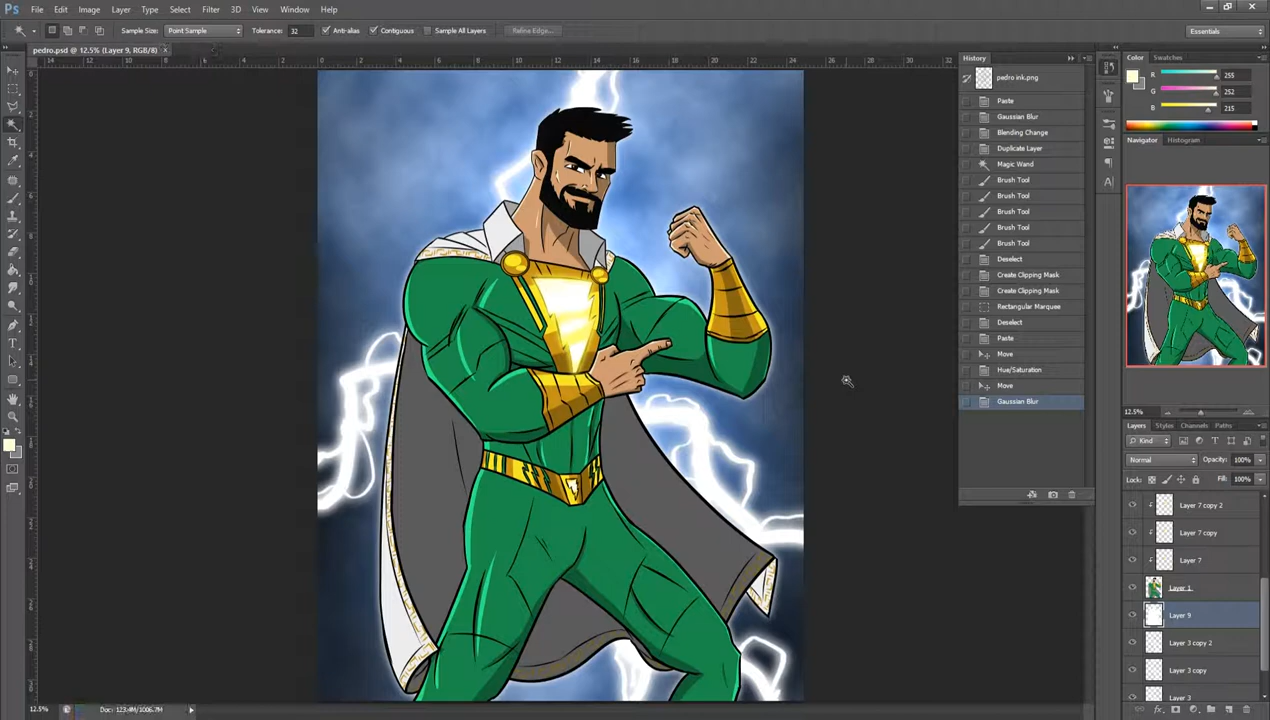 Ps File Edit Image Layer Type Select Filter 3D View Window Help
Sample Size: Point Sample Tolerance: 32 Anti-alias Contiguous Sample All Layers Refine Edge... Essentials
pedro.psd @ 12.5% (Layer 9, RGB/8)
History
pedro ink.png
Paste
Gaussian Blur
Blending Change
Duplicate Layer
Magic Wand
Brush Tool
Brush Tool
Brush Tool
Brush Tool
Brush Tool
Deselect
Create Clipping Mask
Create Clipping Mask
Rectangular Marquee
Deselect
Paste
Move
Hue/Saturation
Move
Gaussian Blur
Color Swatches
R 255
G 252
B 215
Navigator Histogram
12.5%
Layers Styles Channels Paths
Kind
Normal Opacity: 100%
Lock: Fill: 100%
Layer 7 copy 2
Layer 7 copy
Layer 7
Layer 1
Layer 9
Layer 3 copy 2
Layer 3 copy
Layer 3
12.5% Doc: 123.4M/1006.7M